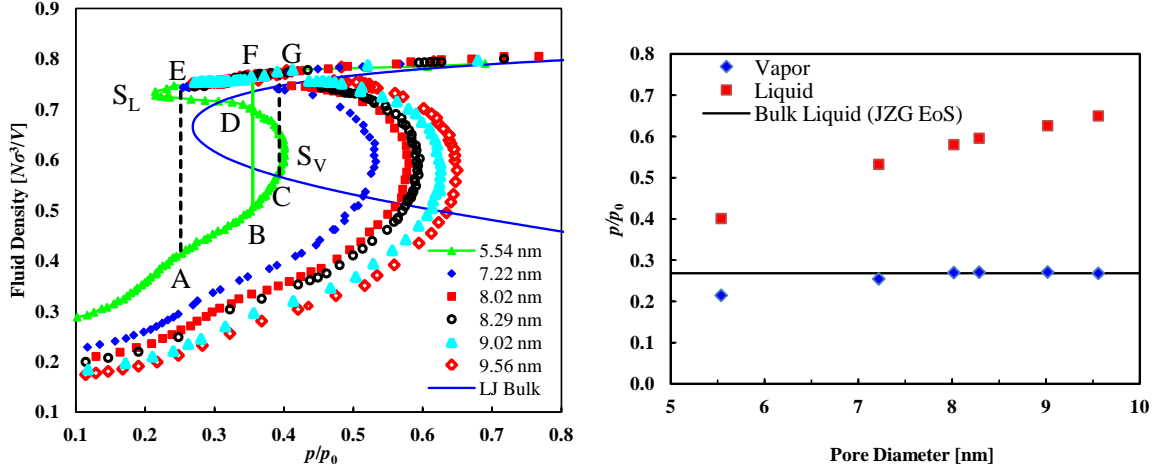 Fluid Density [Nσ³/V]
0.9
0.8
0.7
0.6
0.5
0.4
0.3
0.2
0.1
E
F
G
S_L
D
S_V
C
B
A
5.54 nm
7.22 nm
8.02 nm
8.29 nm
9.02 nm
9.56 nm
LJ Bulk
0.1 0.2 0.3 0.4 0.5 0.6 0.7 0.8
p/p₀
p/p₀
0.8
0.7
0.6
0.5
0.4
0.3
0.2
0.1
0.0
Vapor
Liquid
Bulk Liquid (JZG EoS)
5 6 7 8 9 10
Pore Diameter [nm]